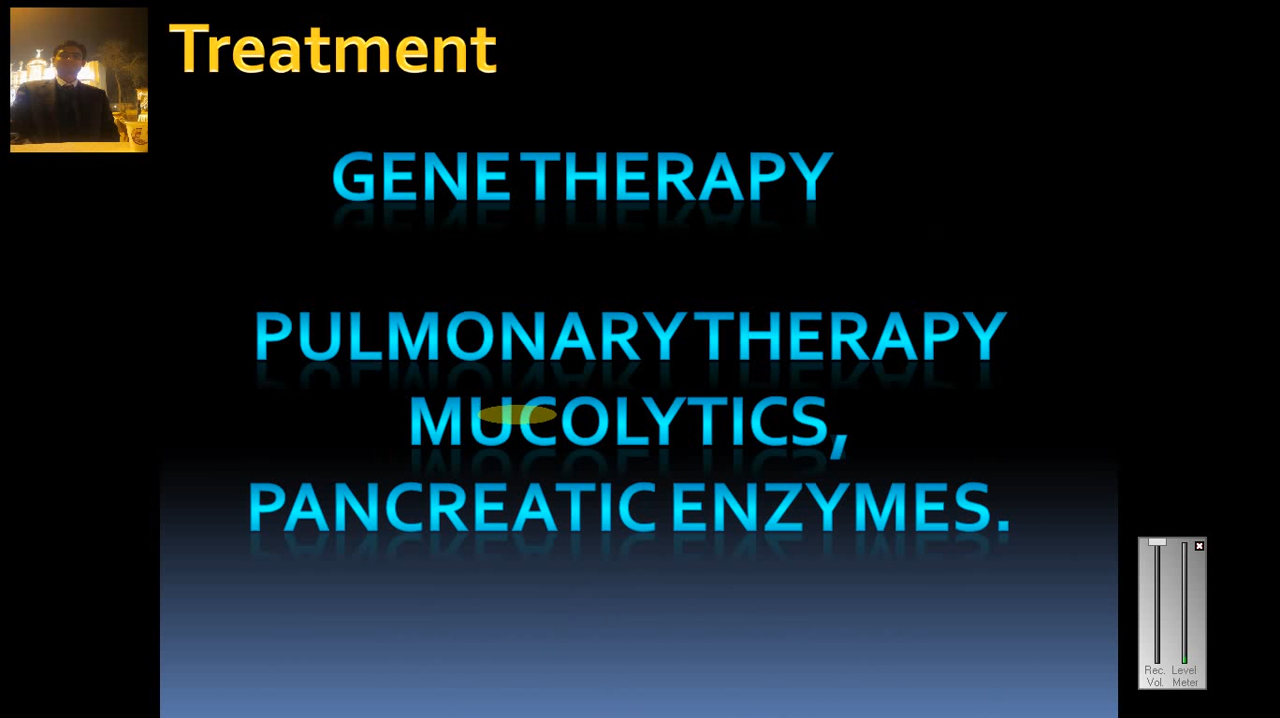 Treatment
GENE THERAPY
PULMONARY THERAPY
MUCOLYTICS,
PANCREATIC ENZYMES.
Rec. Level
Vol. Meter